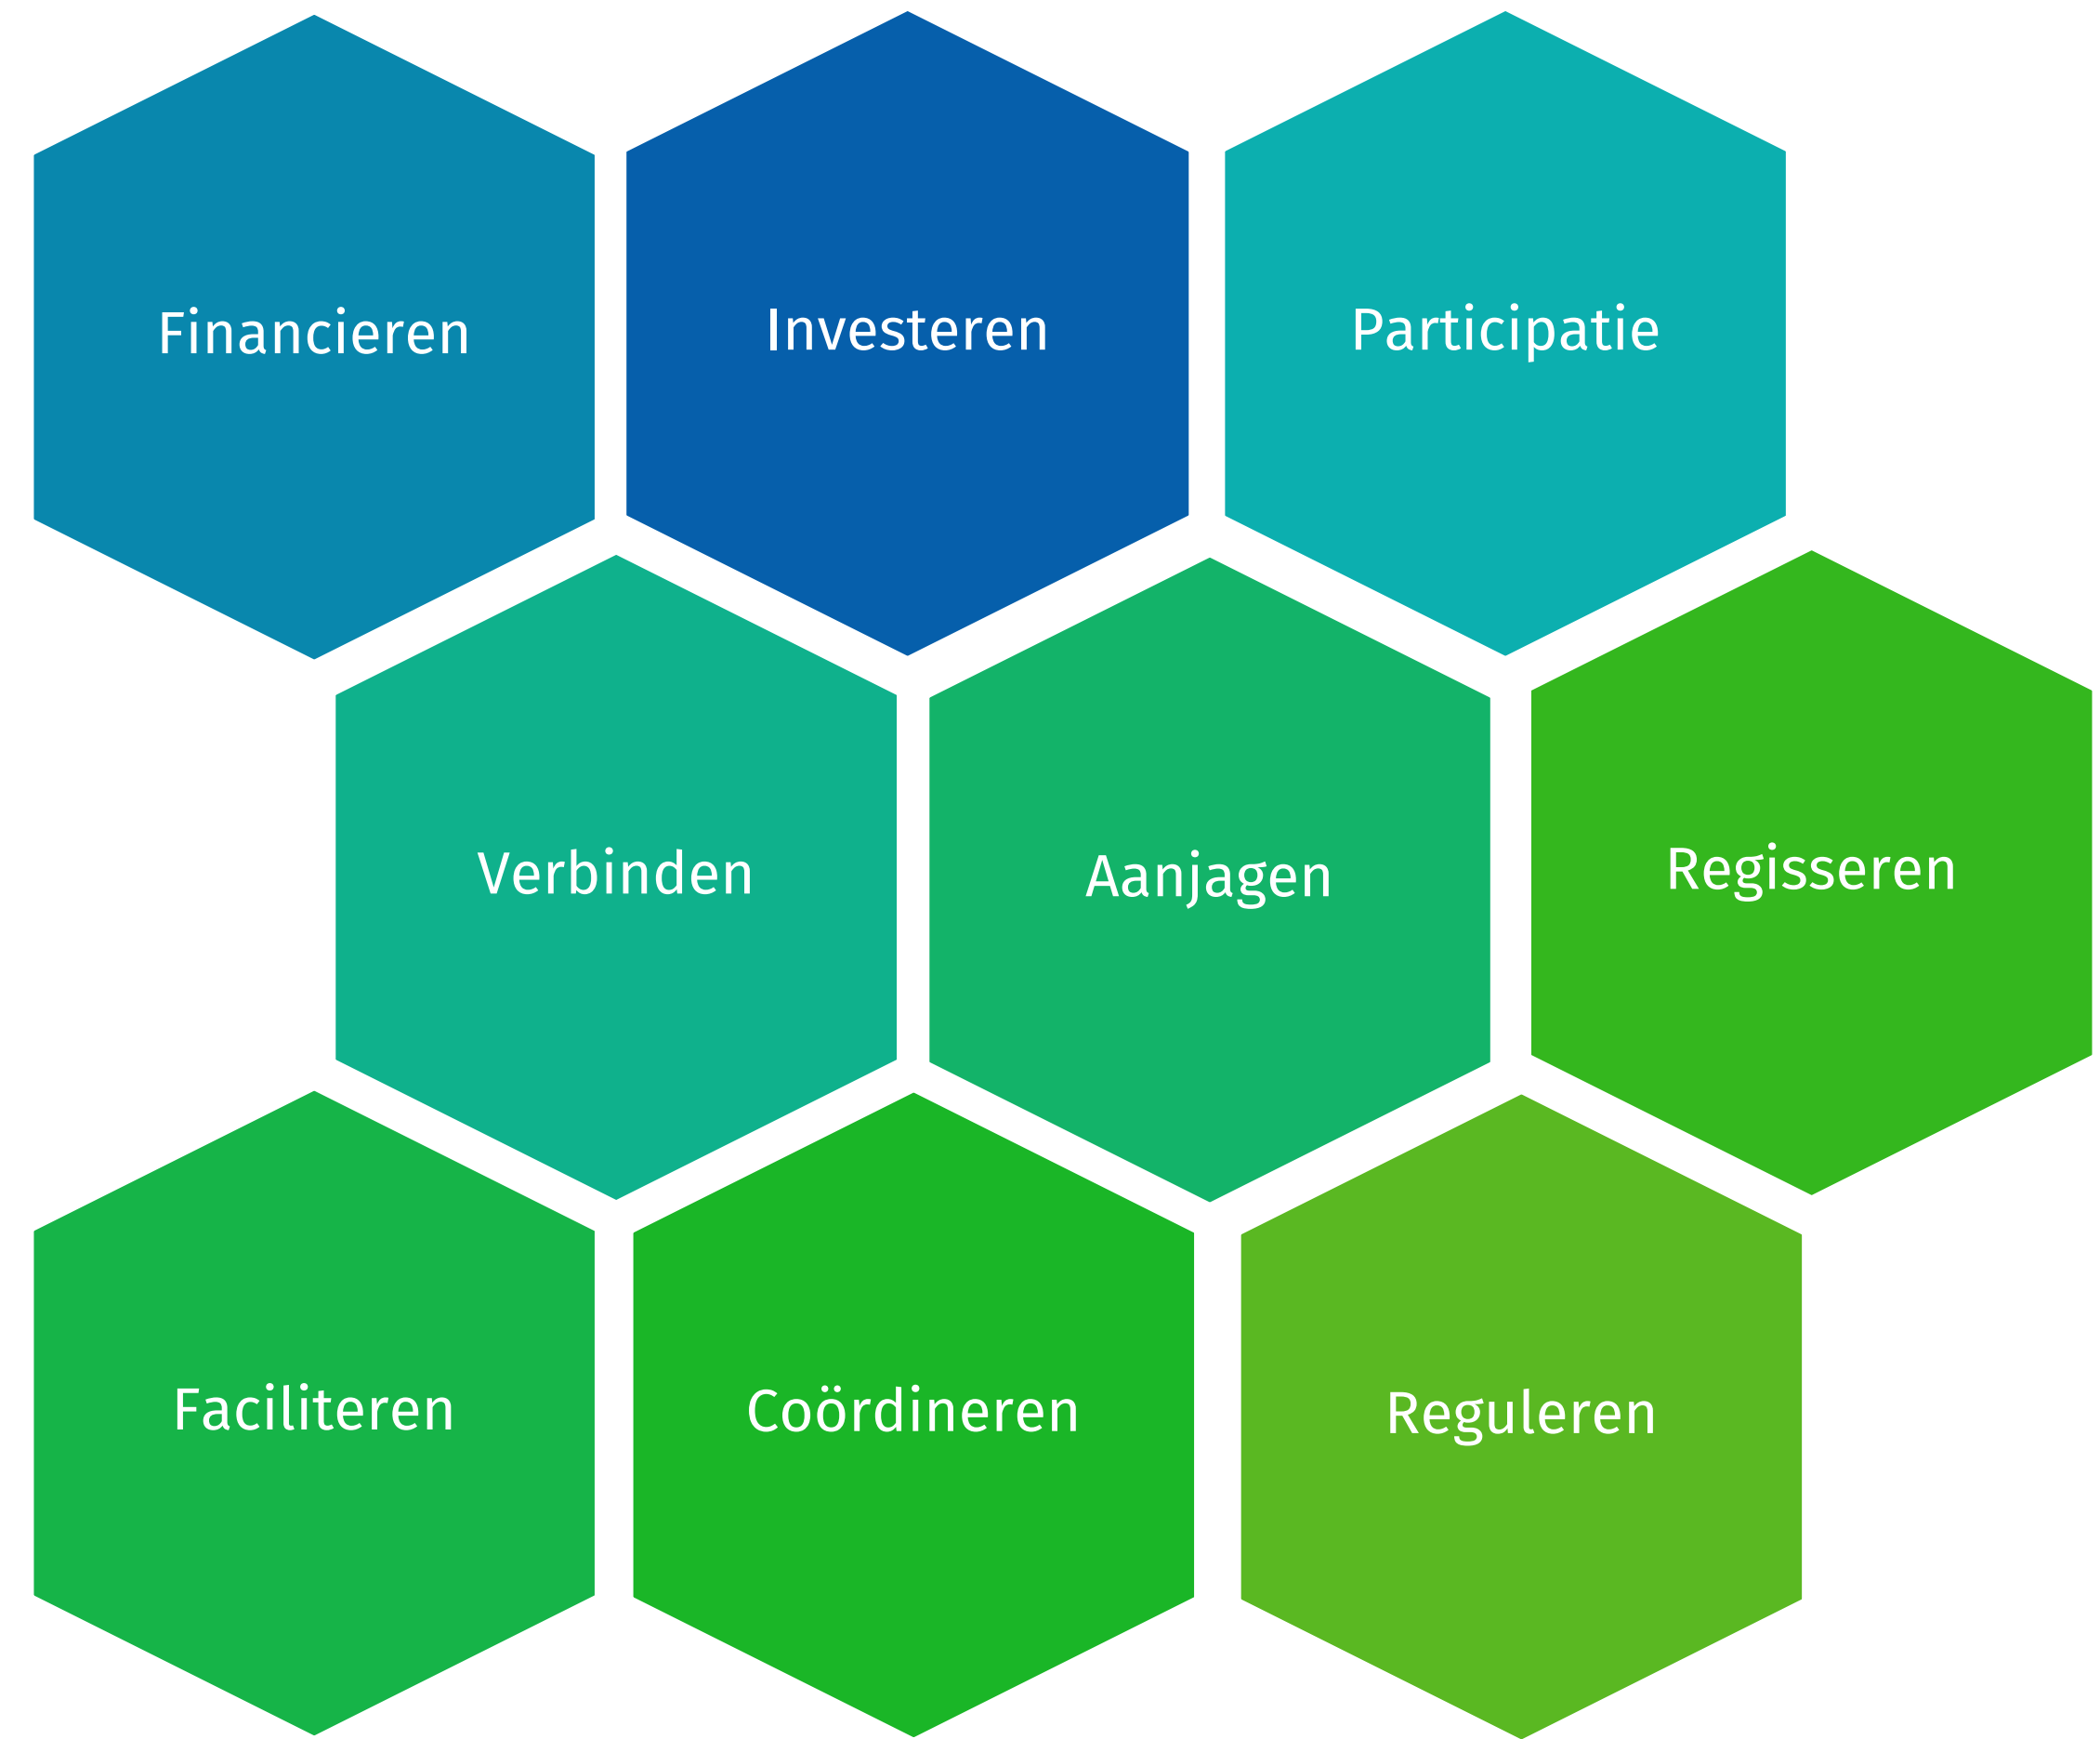 Financieren
Investeren
Participatie
Verbinden
Aanjagen
Regisseren
Faciliteren
Coördineren
Reguleren